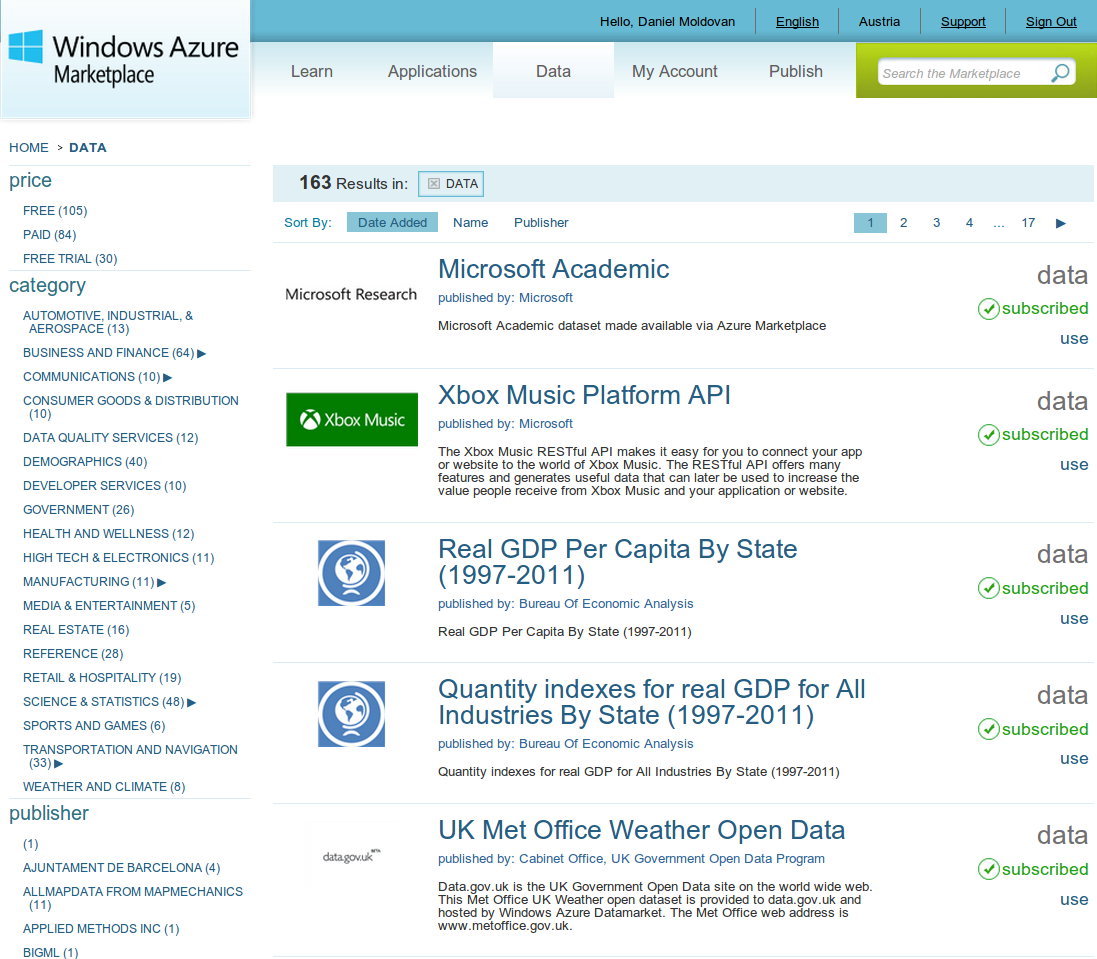 Hello, Daniel Moldovan
English
Austria
Support
Sign Out
Windows Azure
Marketplace
Learn
Applications
Data
My Account
Publish
Search the Marketplace
HOME > DATA
price
FREE (105)
PAID (84)
FREE TRIAL (30)
category
AUTOMOTIVE, INDUSTRIAL, &
AEROSPACE (13)
BUSINESS AND FINANCE (64) ▶
COMMUNICATIONS (10) ▶
CONSUMER GOODS & DISTRIBUTION
(10)
DATA QUALITY SERVICES (12)
DEMOGRAPHICS (40)
DEVELOPER SERVICES (10)
GOVERNMENT (26)
HEALTH AND WELLNESS (12)
HIGH TECH & ELECTRONICS (11)
MANUFACTURING (11) ▶
MEDIA & ENTERTAINMENT (5)
REAL ESTATE (16)
REFERENCE (28)
RETAIL & HOSPITALITY (19)
SCIENCE & STATISTICS (48) ▶
SPORTS AND GAMES (6)
TRANSPORTATION AND NAVIGATION
(33) ▶
WEATHER AND CLIMATE (8)
publisher
(1)
AJUNTAMENT DE BARCELONA (4)
ALLMAPDATA FROM MAPMECHANICS
(11)
APPLIED METHODS INC (1)
BIGML (1)
163 Results in: DATA
Sort By: Date Added Name Publisher
1 2 3 4 ... 17 ▶
Microsoft Research
Microsoft Academic
published by: Microsoft
Microsoft Academic dataset made available via Azure Marketplace
data
subscribed
use
Xbox Music
Xbox Music Platform API
published by: Microsoft
The Xbox Music RESTful API makes it easy for you to connect your app
or website to the world of Xbox Music. The RESTful API offers many
features and generates useful data that can later be used to increase the
value people receive from Xbox Music and your application or website.
data
subscribed
use
Real GDP Per Capita By State
(1997-2011)
published by: Bureau Of Economic Analysis
Real GDP Per Capita By State (1997-2011)
data
subscribed
use
Quantity indexes for real GDP for All
Industries By State (1997-2011)
published by: Bureau Of Economic Analysis
Quantity indexes for real GDP for All Industries By State (1997-2011)
data
subscribed
use
data.gov.uk BETA
UK Met Office Weather Open Data
published by: Cabinet Office, UK Government Open Data Program
Data.gov.uk is the UK Government Open Data site on the world wide web.
This Met Office UK Weather open dataset is provided to data.gov.uk and
hosted by Windows Azure Datamarket. The Met Office web address is
www.metoffice.gov.uk.
data
subscribed
use